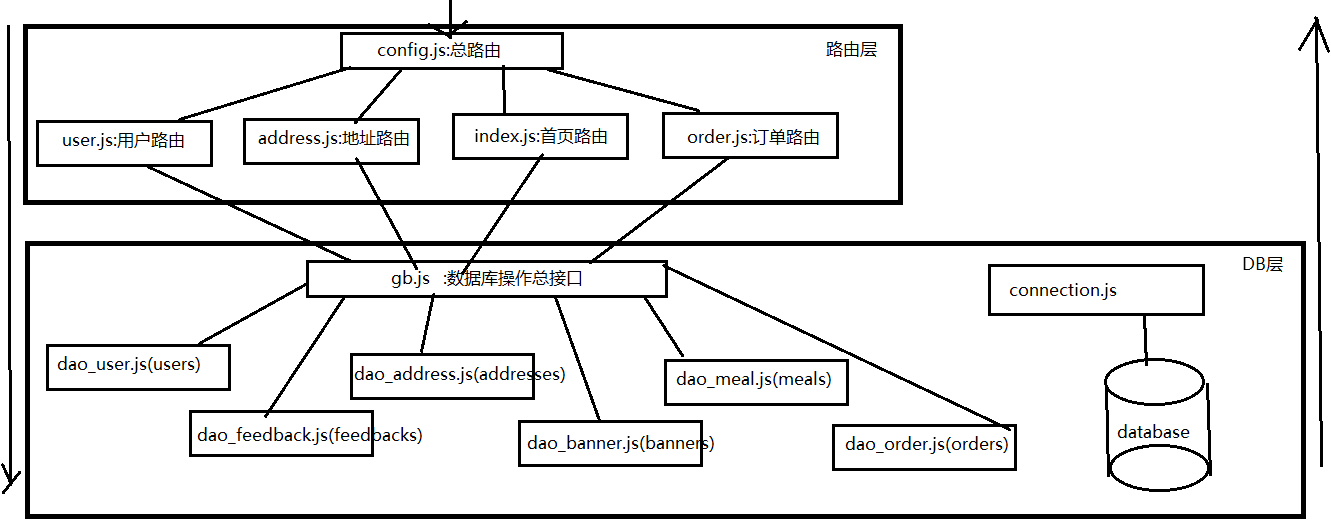 config.js:总路由
路由层
user.js:用户路由
address.js:地址路由
index.js:首页路由
order.js:订单路由
gb.js :数据库操作总接口
DB层
connection.js
dao_user.js(users)
dao_address.js(addresses)
dao_meal.js(meals)
dao_feedback.js(feedbacks)
dao_banner.js(banners)
dao_order.js(orders)
database